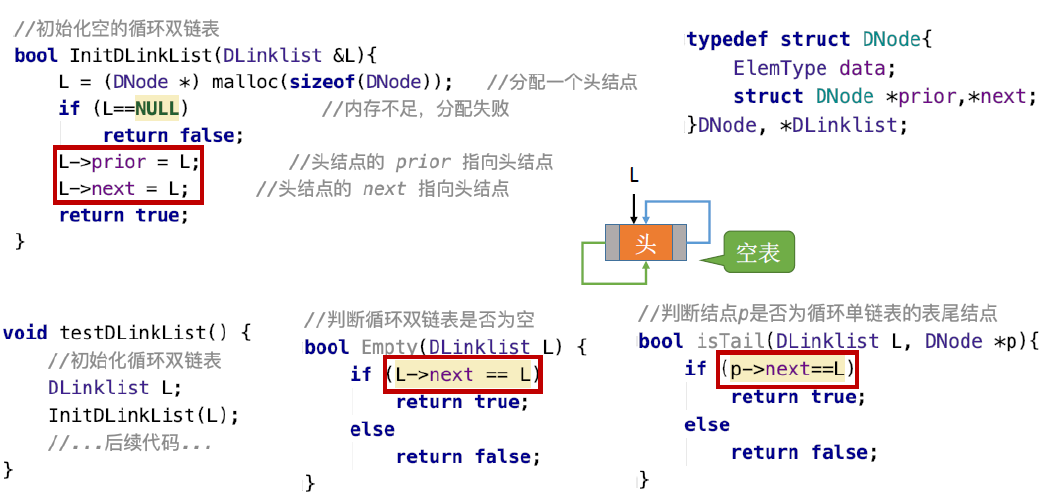 //初始化空的循环双链表
bool InitDLinkList(DLinklist &L){
L = (DNode *) malloc(sizeof(DNode)); //分配一个头结点
if (L==NULL) //内存不足，分配失败
return false;
L->prior = L; //头结点的 prior 指向头结点
L->next = L; //头结点的 next 指向头结点
return true;
}
typedef struct DNode{
ElemType data;
struct DNode *prior,*next;
}DNode, *DLinklist;
L
头
空表
void testDLinkList() {
//初始化循环双链表
DLinklist L;
InitDLinkList(L);
//...后续代码...
}
//判断循环双链表是否为空
bool Empty(DLinklist L) {
if (L->next == L)
return true;
else
return false;
}
//判断结点p是否为循环单链表的表尾结点
bool isTail(DLinklist L, DNode *p){
if (p->next==L)
return true;
else
return false;
}